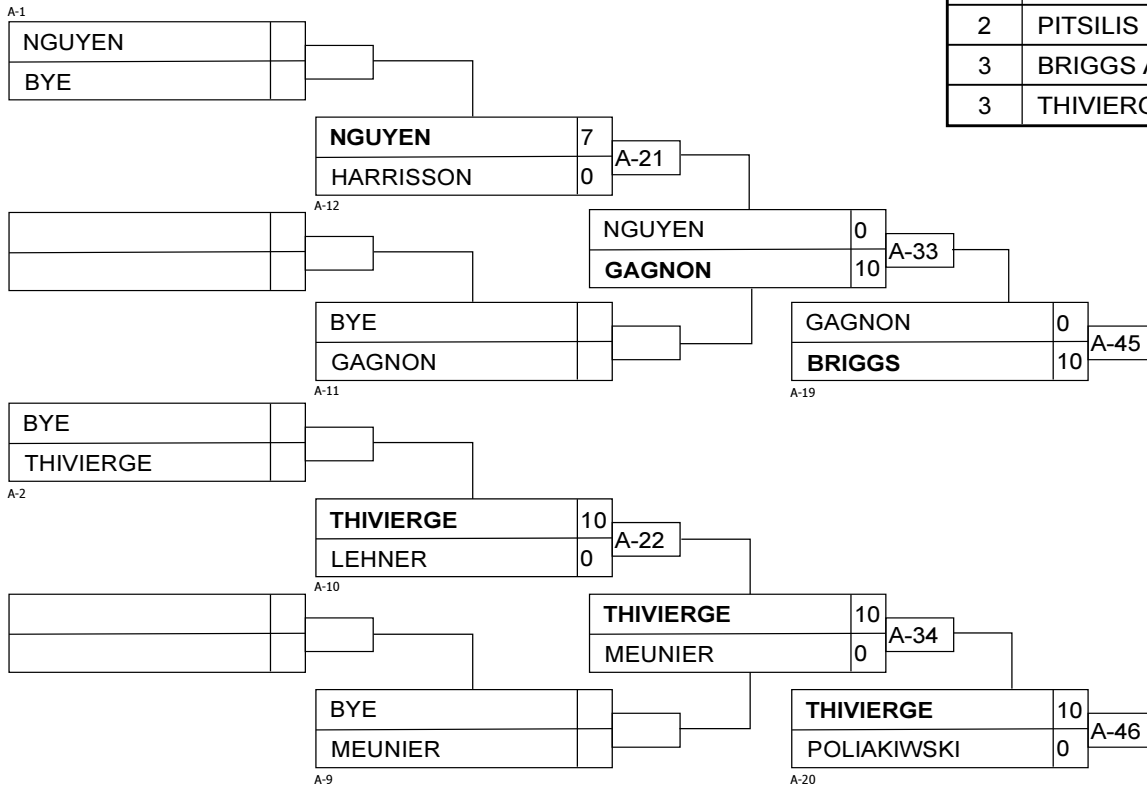 A-1
NGUYEN
BYE
2 PITSILIS
3 BRIGGS A
3
NGUYEN 7
HARRISSON 0
A-21
A-12
NGUYEN 0
GAGNON 10
A-33
BYE
GAGNON
A-11
GAGNON 0
BRIGGS 10
A-45
A-19
BYE
THIVIERGE
A-2
THIVIERGE 10
LEHNER 0
A-22
A-10
THIVIERGE 10
MEUNIER 0
A-34
BYE
MEUNIER
A-9
THIVIERGE 10
POLIAKIWSKI 0
A-46
A-20